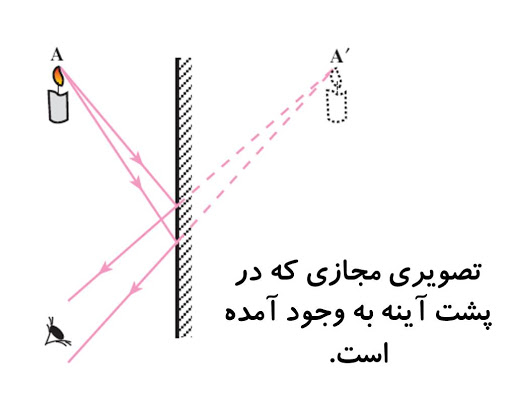 A
A′
تصویری مجازی که در
پشت آینه به وجود آمده
است.